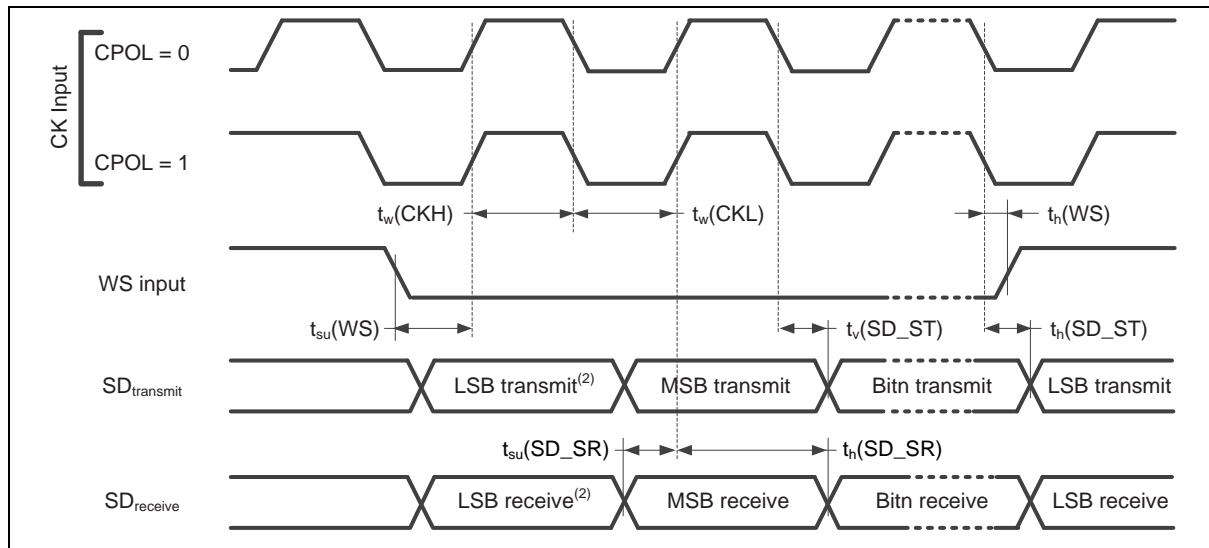 CK Input
CPOL = 0
CPOL = 1
tw(CKH)
tw(CKL)
th(WS)
WS input
tsu(WS)
tv(SD_ST)
th(SD_ST)
SDtransmit
LSB transmit(2)
MSB transmit
Bitn transmit
LSB transmit
tsu(SD_SR)
th(SD_SR)
SDreceive
LSB receive(2)
MSB receive
Bitn receive
LSB receive